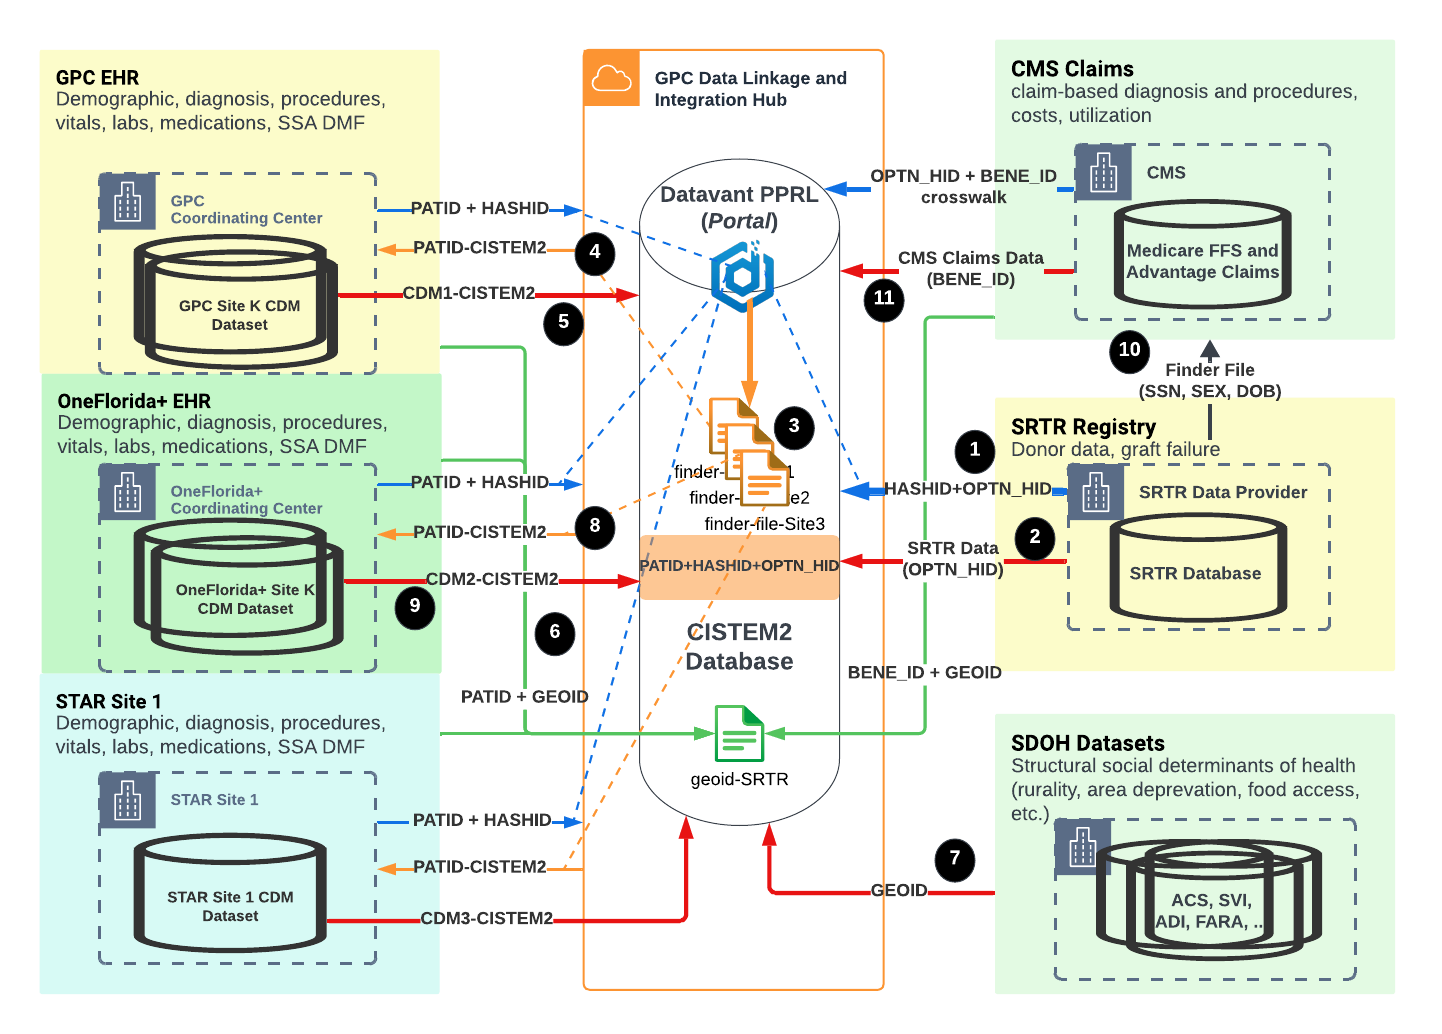 GPC EHR
Demographic, diagnosis, procedures,
vitals, labs, medications, SSA DMF
GPC
Coordinating Center
GPC Site K CDM
Dataset
PATID + HASHID
PATID-CISTEM2
CDM1-CISTEM2
4
5
OneFlorida+ EHR
Demographic, diagnosis, procedures,
vitals, labs, medications, SSA DMF
OneFlorida+
Coordinating Center
OneFlorida+ Site K
CDM Dataset
PATID + HASHID
PATID-CISTEM2
CDM2-CISTEM2
8
9
6
PATID + GEOID
STAR Site 1
Demographic, diagnosis, procedures,
vitals, labs, medications, SSA DMF
STAR Site 1
STAR Site 1 CDM
Dataset
PATID + HASHID
PATID-CISTEM2
CDM3-CISTEM2
GPC Data Linkage and
Integration Hub
Datavant PPRL
(Portal)
3
finder- 1
finder- e2
finder-file-Site3
PATID+HASHID+OPTN_HID
CISTEM2
Database
geoid-SRTR
CMS Claims
claim-based diagnosis and procedures,
costs, utilization
CMS
Medicare FFS and
Advantage Claims
OPTN_HID + BENE_ID
crosswalk
CMS Claims Data
(BENE_ID)
11
10
Finder File
(SSN, SEX, DOB)
SRTR Registry
Donor data, graft failure
SRTR Data Provider
SRTR Database
1
HASHID+OPTN_HID
2
SRTR Data
(OPTN_HID)
BENE_ID + GEOID
SDOH Datasets
Structural social determinants of health
(rurality, area deprevation, food access,
etc.)
ACS, SVI,
ADI, FARA, ..
7
GEOID